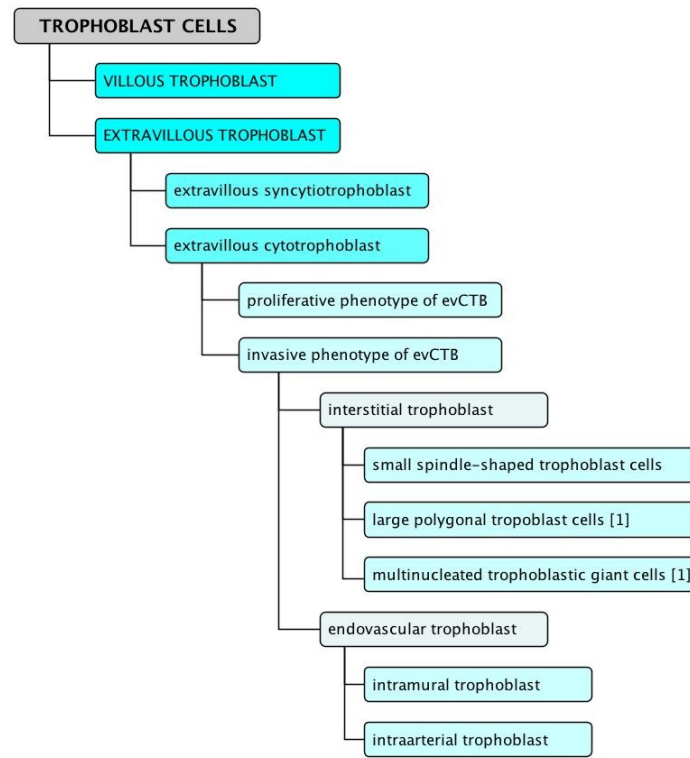 TROPHOBLAST CELLS
VILLOUS TROPHOBLAST
EXTRAVILLOUS TROPHOBLAST
extravillous syncytiotrophoblast
extravillous cytotrophoblast
proliferative phenotype of evCTB
invasive phenotype of evCTB
interstitial trophoblast
small spindle-shaped trophoblast cells
large polygonal tropoblast cells [1]
multinucleated trophoblastic giant cells [1]
endovascular trophoblast
intramural trophoblast
intraarterial trophoblast